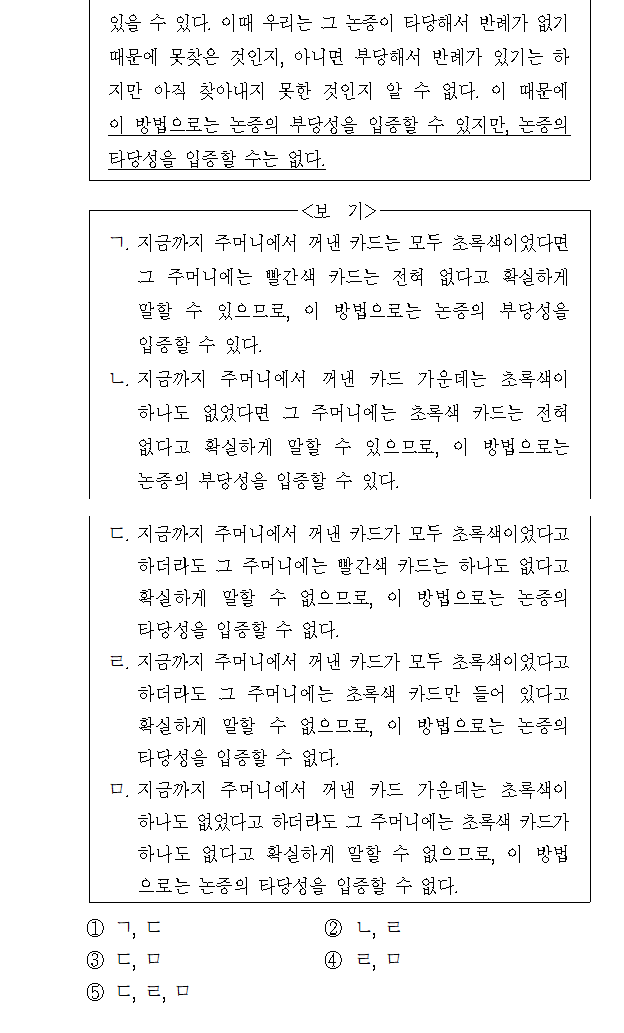 있을 수 있다. 이때 우리는 그 논증이 타당해서 반례가 없기
때문에 못찾은 것인지, 아니면 부당해서 반례가 있기는 하
지만 아직 찾아내지 못한 것인지 알 수 없다. 이 때문에
이 방법으로는 논증의 부당성을 입증할 수 있지만, 논증의
타당성을 입증할 수는 없다.
<보 기>
ㄱ. 지금까지 주머니에서 꺼낸 카드는 모두 초록색이었다면
그 주머니에는 빨간색 카드는 전혀 없다고 확실하게
말할 수 있으므로, 이 방법으로는 논증의 부당성을
입증할 수 있다.
ㄴ. 지금까지 주머니에서 꺼낸 카드 가운데는 초록색이
하나도 없었다면 그 주머니에는 초록색 카드는 전혀
없다고 확실하게 말할 수 있으므로, 이 방법으로는
논증의 부당성을 입증할 수 있다.
ㄷ. 지금까지 주머니에서 꺼낸 카드가 모두 초록색이었다고
하더라도 그 주머니에는 빨간색 카드는 하나도 없다고
확실하게 말할 수 없으므로, 이 방법으로는 논증의
타당성을 입증할 수 없다.
ㄹ. 지금까지 주머니에서 꺼낸 카드가 모두 초록색이었다고
하더라도 그 주머니에는 초록색 카드만 들어 있다고
확실하게 말할 수 없으므로, 이 방법으로는 논증의
타당성을 입증할 수 없다.
ㅁ. 지금까지 주머니에서 꺼낸 카드 가운데는 초록색이
하나도 없었다고 하더라도 그 주머니에는 초록색 카드가
하나도 없다고 확실하게 말할 수 없으므로, 이 방법
으로는 논증의 타당성을 입증할 수 없다.
① ㄱ, ㄷ ② ㄴ, ㄹ
③ ㄷ, ㅁ ④ ㄹ, ㅁ
⑤ ㄷ, ㄹ, ㅁ